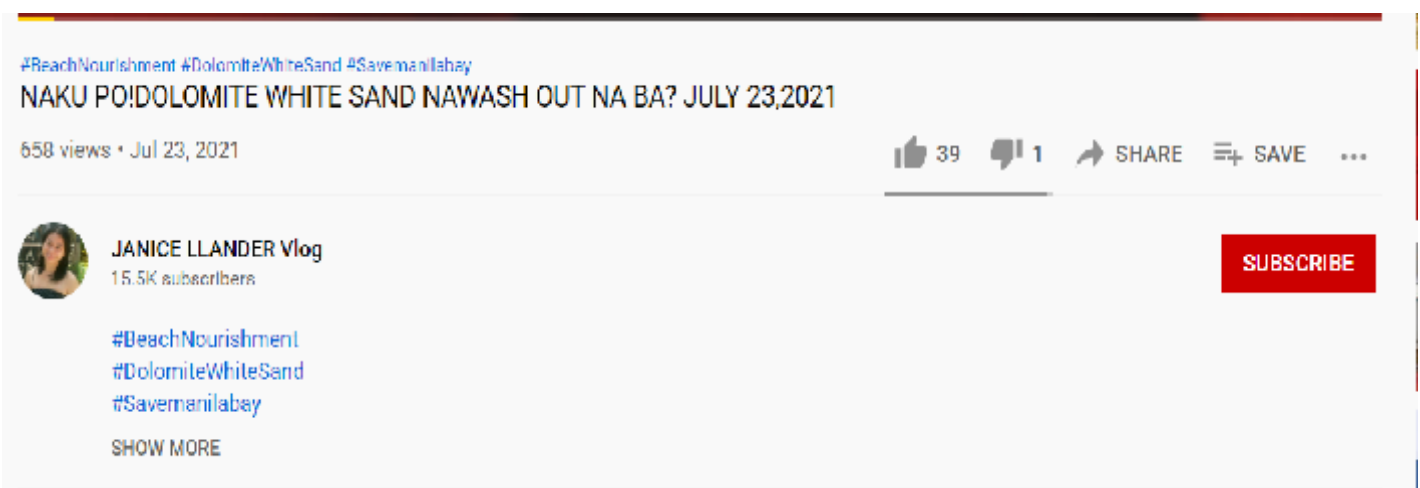 #BeachNourishment #DolomiteWhiteSand #Savemanilabay
NAKU PO!DOLOMITE WHITE SAND NAWASH OUT NA BA? JULY 23,2021
658 views • Jul 23, 2021
39 1 SHARE SAVE
JANICE LLANDER Vlog
15.5K subscribers
SUBSCRIBE
#BeachNourishment
#DolomiteWhiteSand
#Savemanilabay
SHOW MORE